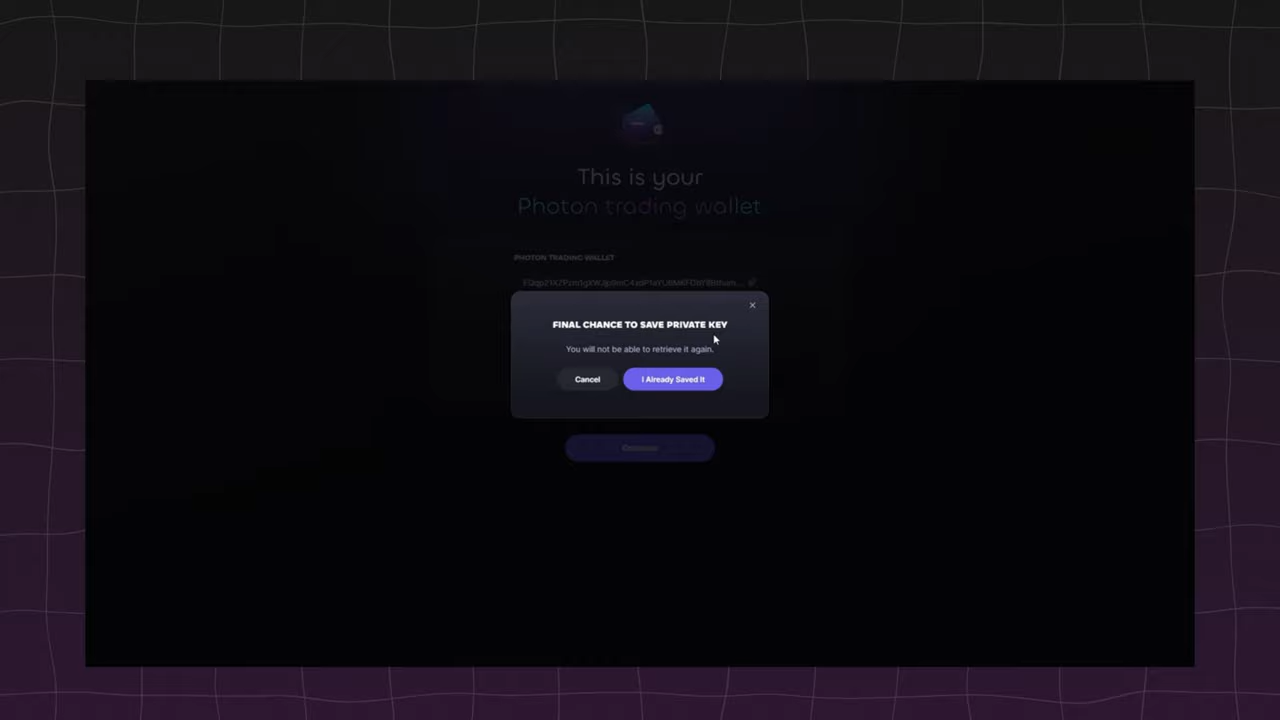 This is your
Photon trading wallet
PHOTON TRADING WALLET
FINAL CHANCE TO SAVE PRIVATE KEY
You will not be able to retrieve it again.
Cancel
I Already Saved It
Continue